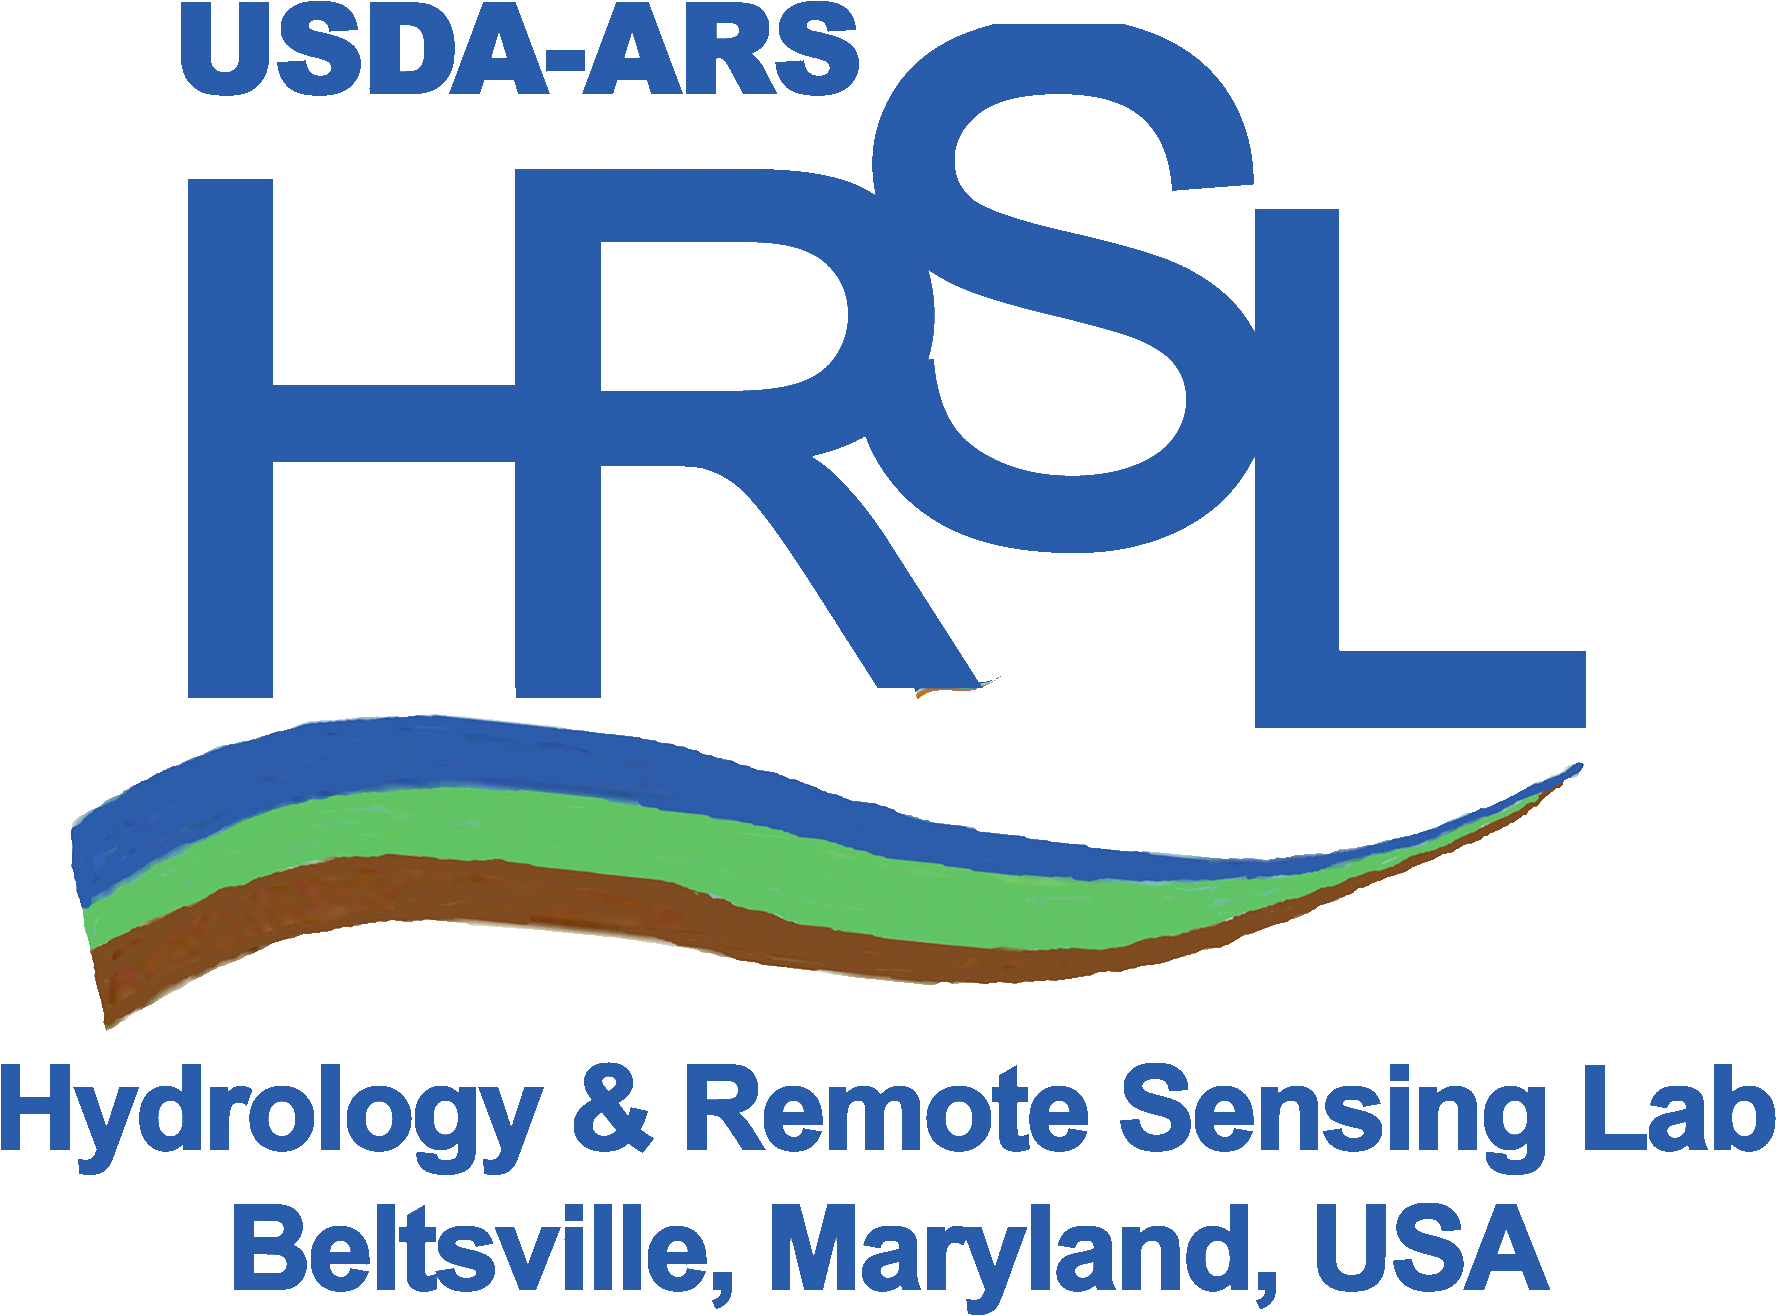 USDA-ARS
HRSL
Hydrology & Remote Sensing Lab
Beltsville, Maryland, USA